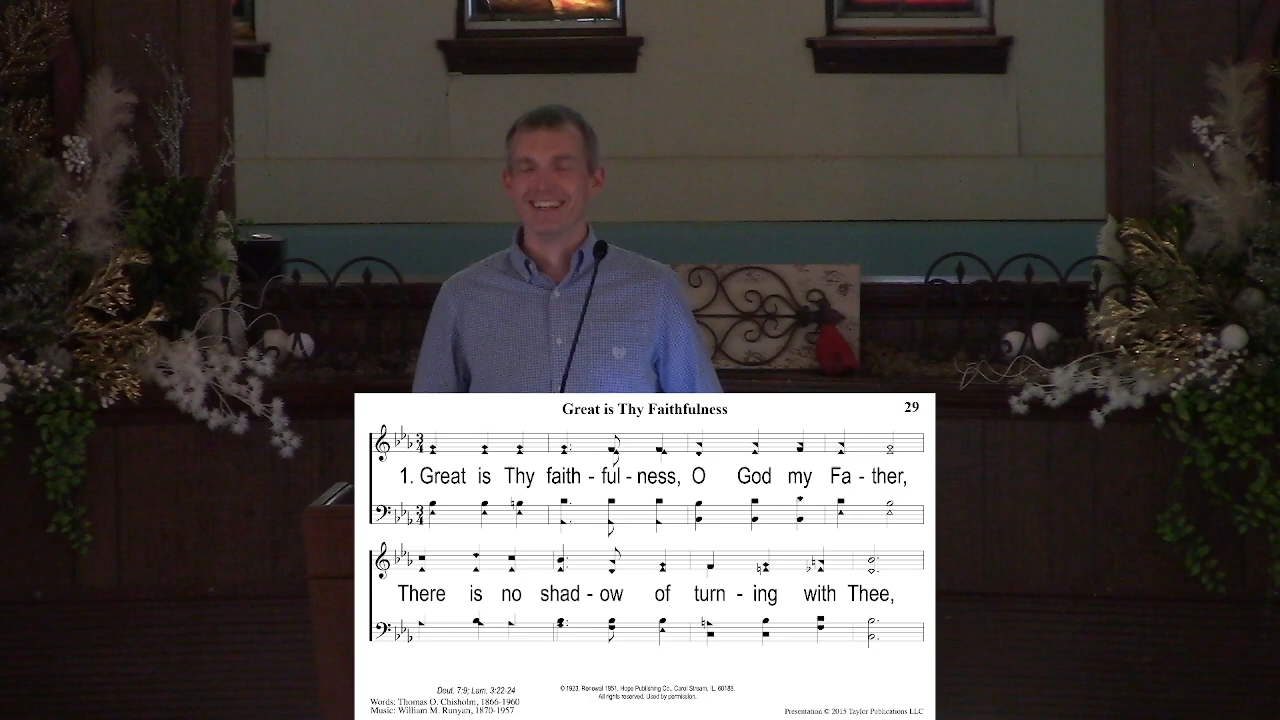 Great is Thy Faithfulness
29
1. Great is Thy faith - ful - ness, O God my Fa - ther,
There is no shad - ow of turn - ing with Thee,
Deut. 7:9; Lam. 3:22-24
Words: Thomas O. Chisholm, 1866-1960
Music: William M. Runyan, 1870-1957
© 1923, Renewal 1951, Hope Publishing Co., Carol Stream, IL. 60188.
All rights reserved. Used by permission.
Presentation © 2015 Taylor Publications LLC